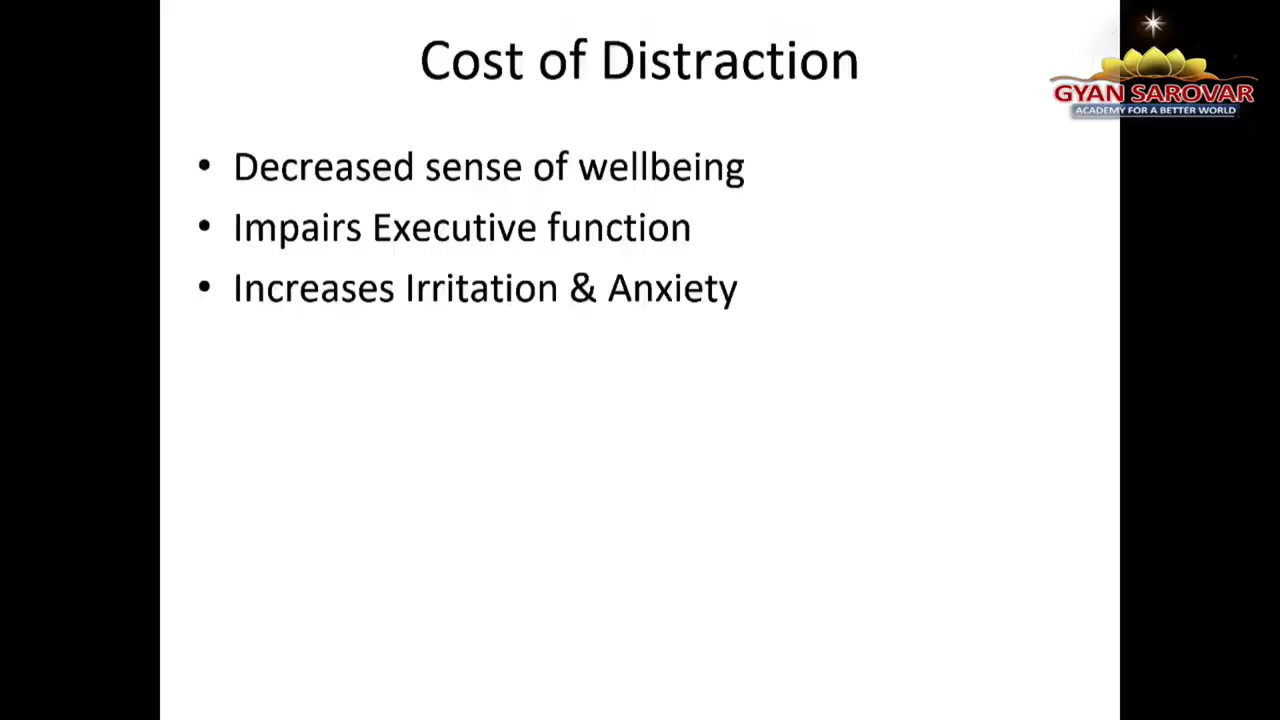 Cost of Distraction
GYAN SAROVAR
ACADEMY FOR A BETTER WORLD
• Decreased sense of wellbeing
• Impairs Executive function
• Increases Irritation & Anxiety